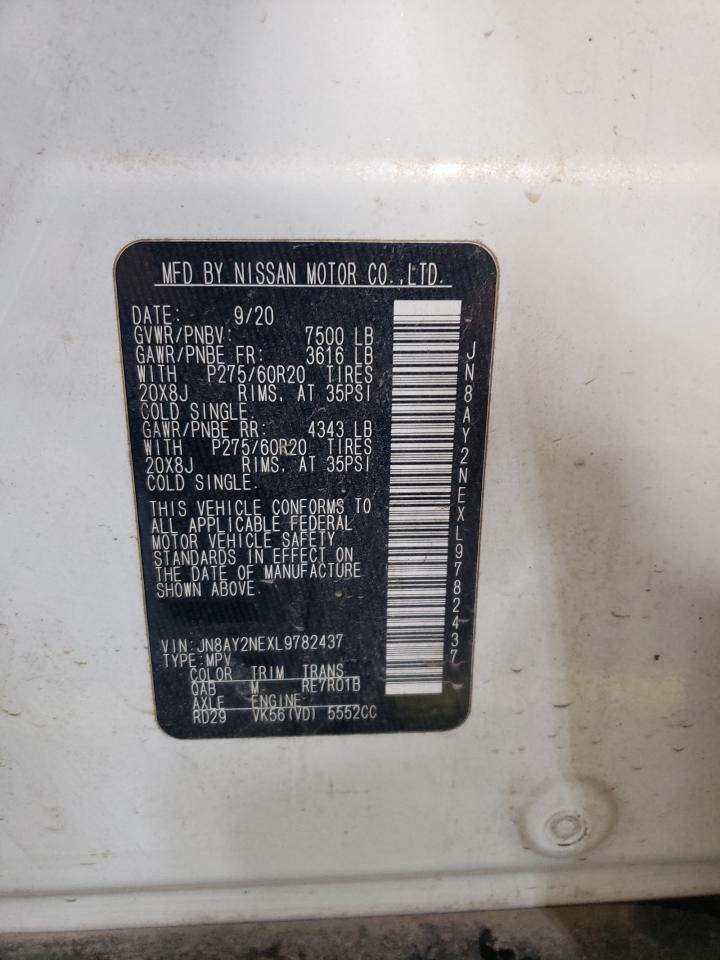 MFD BY NISSAN MOTOR CO.,LTD.
DATE: 9/20
GVWR/PNBV: 7500 LB
GAWR/PNBE FR: 3616 LB
WITH P275/60R20 TIRES
20X8J RIMS, AT 35PSI
COLD SINGLE.
GAWR/PNBE RR: 4343 LB
WITH P275/60R20 TIRES
20X8J RIMS, AT 35PSI
COLD SINGLE.
THIS VEHICLE CONFORMS TO
ALL APPLICABLE FEDERAL
MOTOR VEHICLE SAFETY
STANDARDS IN EFFECT ON
THE DATE OF MANUFACTURE
SHOWN ABOVE.
VIN:JN8AY2NEXL9782437
TYPE:MPV
COLOR TRIM TRANS
QAB M RE7R01B
AXLE ENGINE
RD29 VK56(VD) 5552CC
JN8AY2NEXL9782437